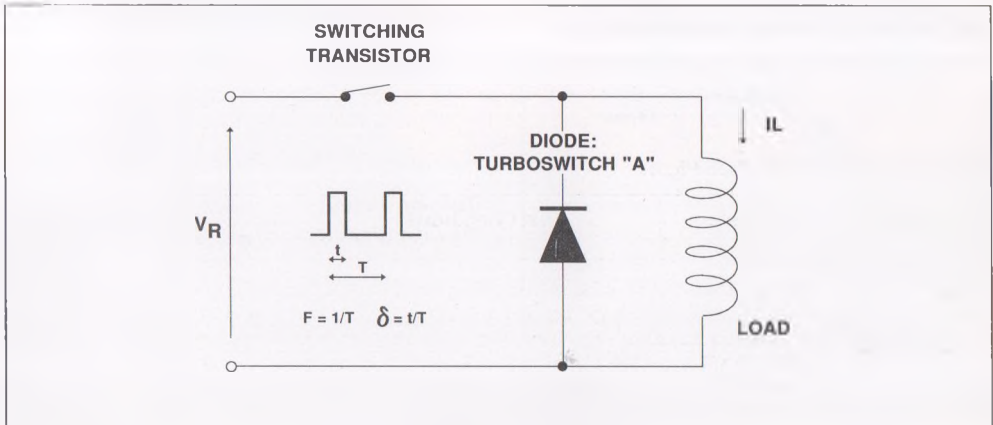 SWITCHING
TRANSISTOR
IL
DIODE:
TURBOSWITCH "A"
VR
t
T
F = 1/T δ = t/T
LOAD